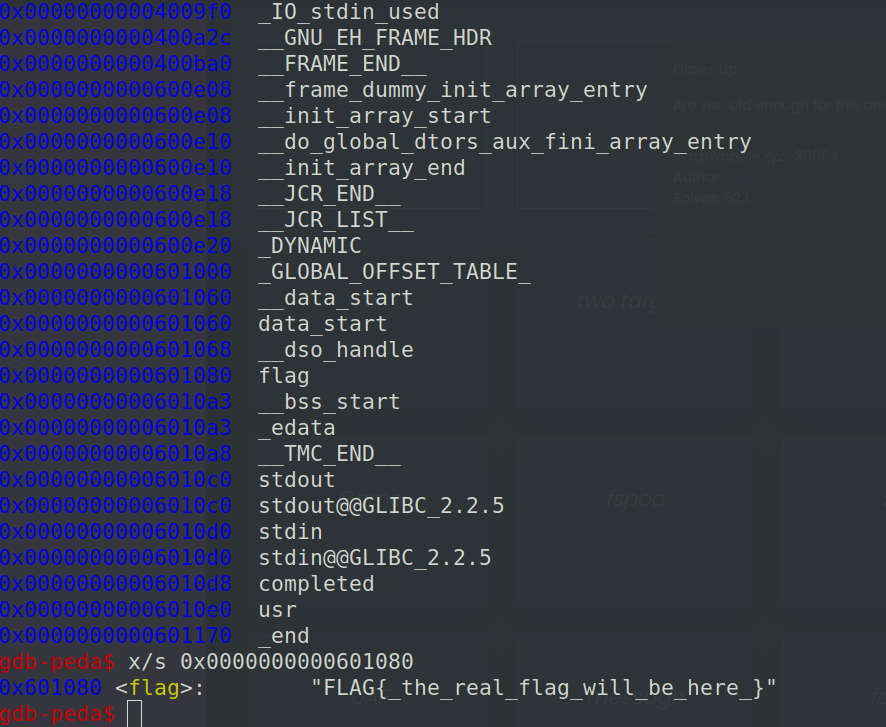 0x00000000004009f0  _IO_stdin_used
0x0000000000400a2c  __GNU_EH_FRAME_HDR
0x0000000000400ba0  __FRAME_END__
0x0000000000600e08  __frame_dummy_init_array_entry
0x0000000000600e08  __init_array_start
0x0000000000600e10  __do_global_dtors_aux_fini_array_entry
0x0000000000600e10  __init_array_end
0x0000000000600e18  __JCR_END__
0x0000000000600e18  __JCR_LIST__
0x0000000000600e20  _DYNAMIC
0x0000000000601000  _GLOBAL_OFFSET_TABLE_
0x0000000000601060  __data_start
0x0000000000601060  data_start
0x0000000000601068  __dso_handle
0x0000000000601080  flag
0x00000000006010a3  __bss_start
0x00000000006010a3  _edata
0x00000000006010a8  __TMC_END__
0x00000000006010c0  stdout
0x00000000006010c0  stdout@@GLIBC_2.2.5
0x00000000006010d0  stdin
0x00000000006010d0  stdin@@GLIBC_2.2.5
0x00000000006010d8  completed
0x00000000006010e0  usr
0x0000000000601170  _end
gdb-peda$ x/s 0x0000000000601080
0x601080 <flag>:        "FLAG{_the_real_flag_will_be_here_}"
gdb-peda$
GrownUp
Are you old enough for this on
30004
Author:
Solves: 523
two targ
fspoo